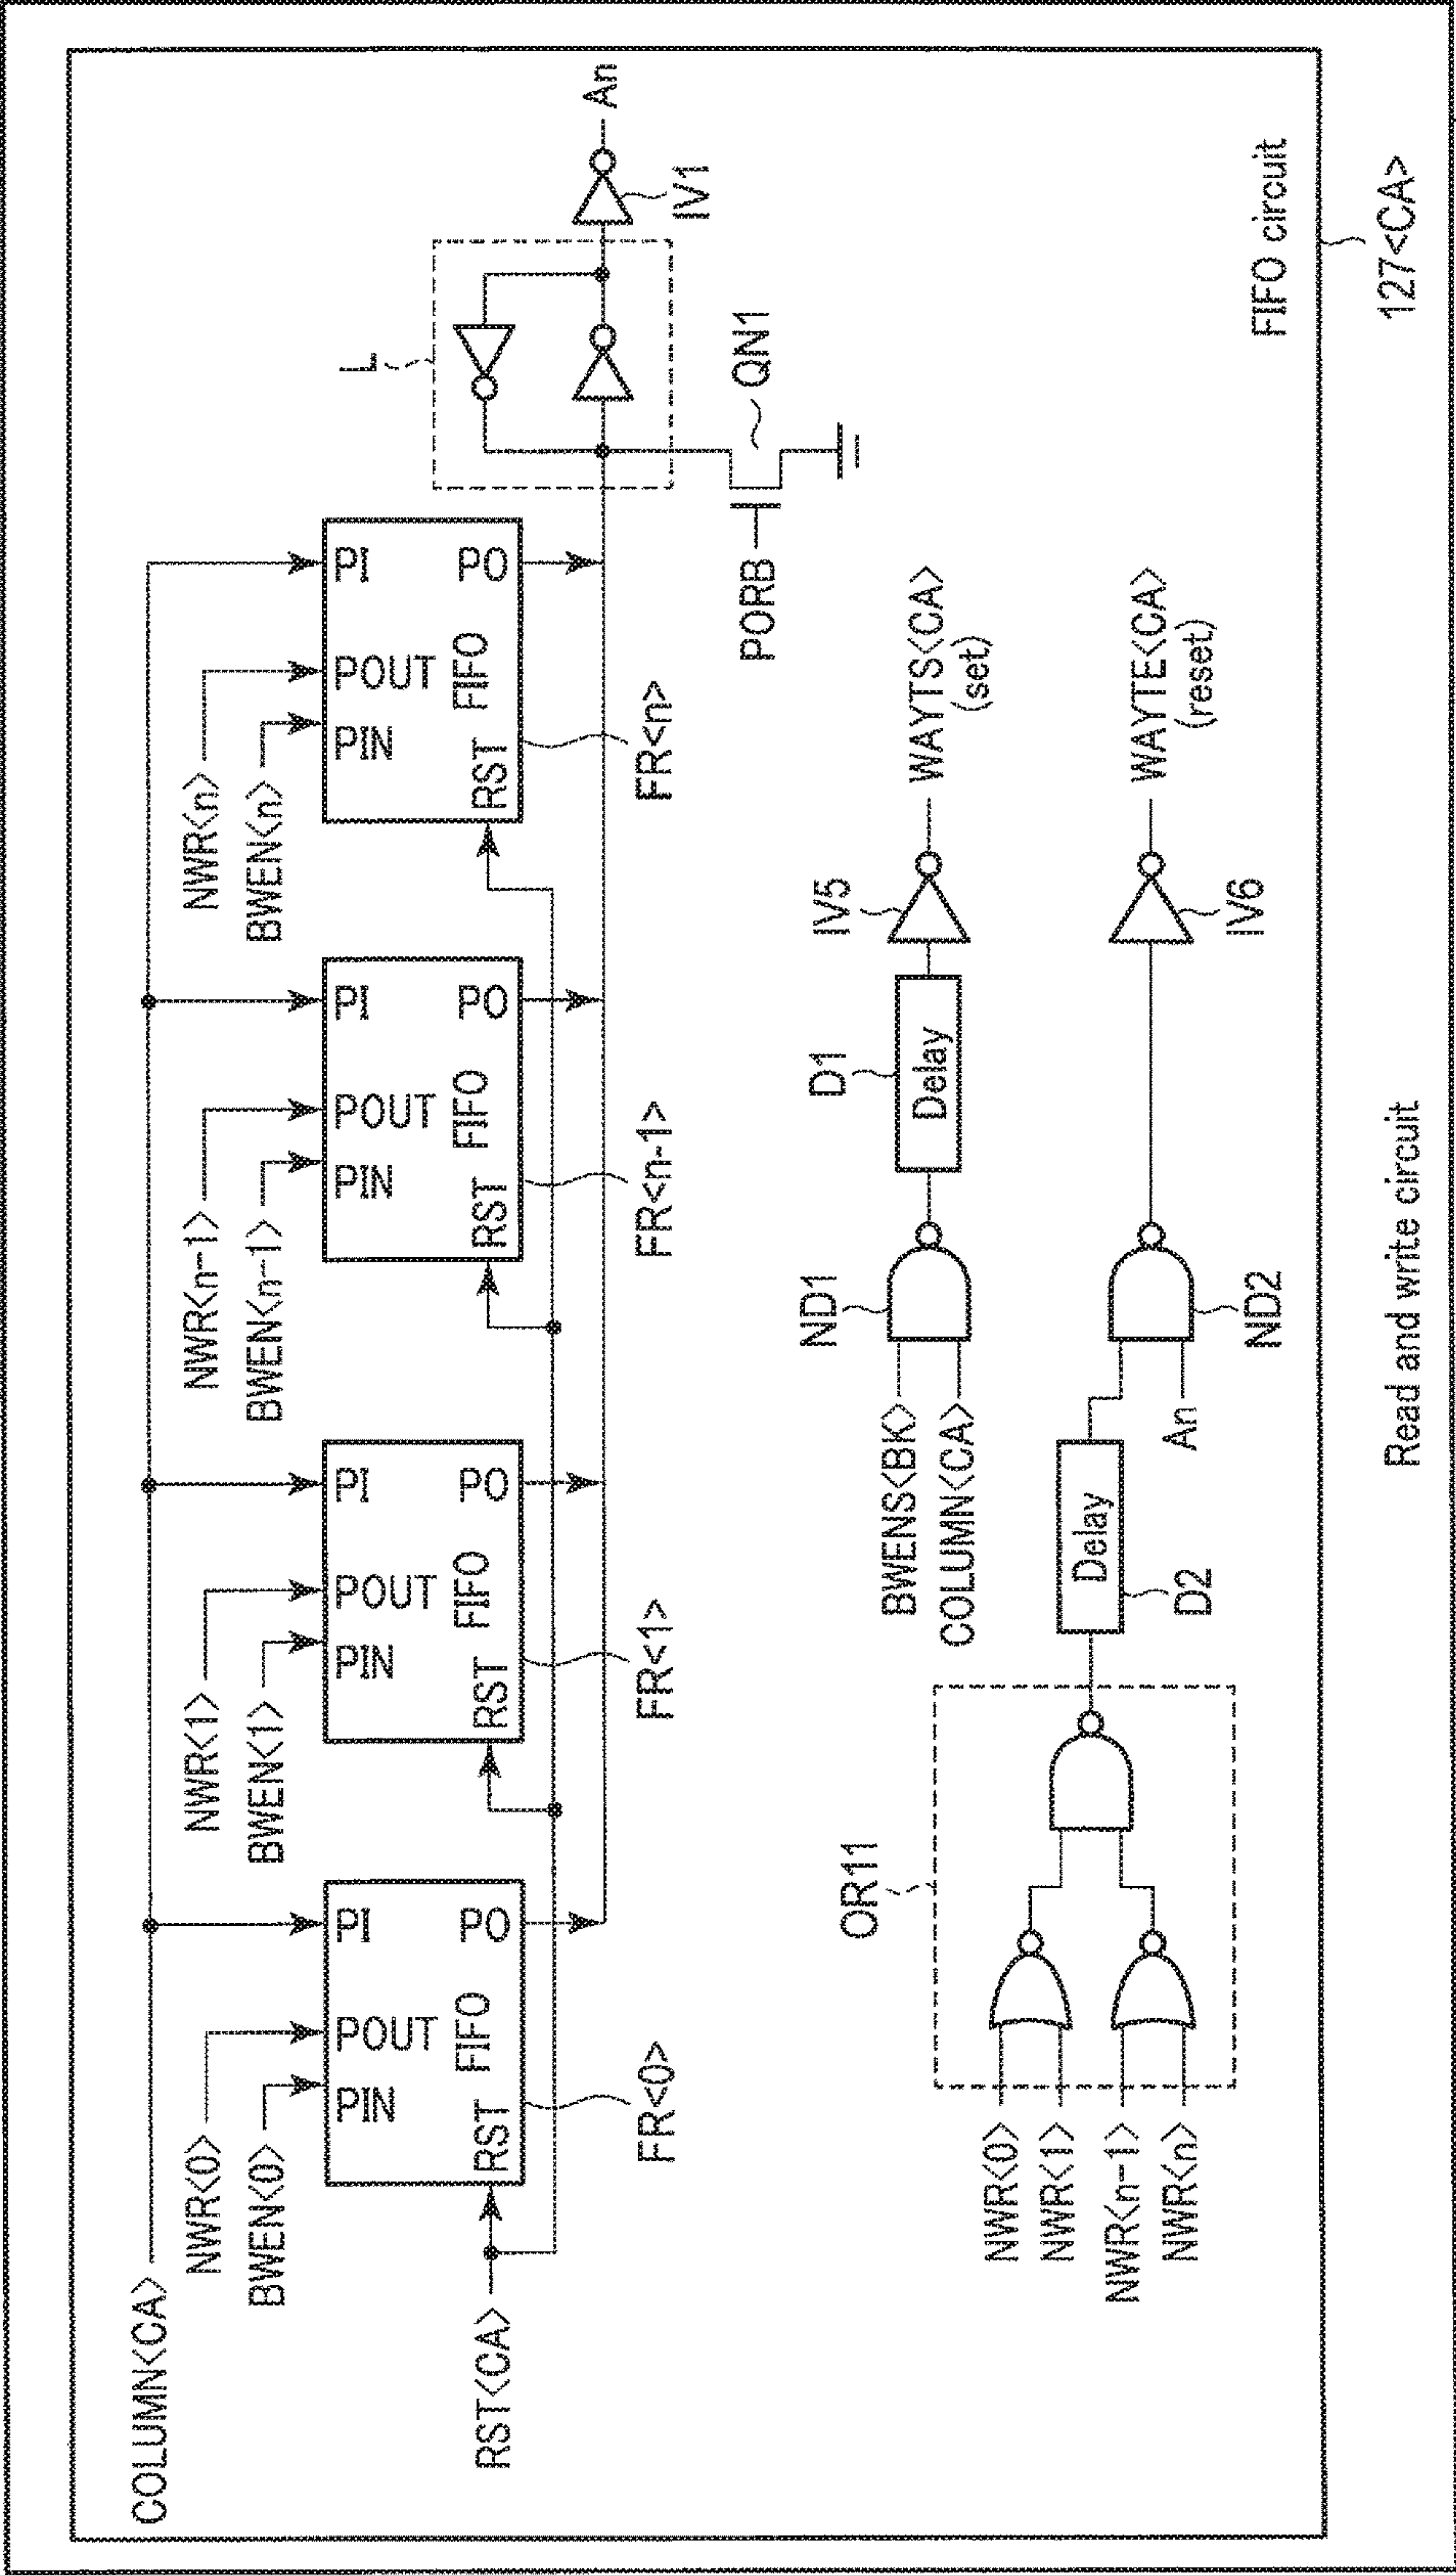 COLUMN<CA>
NWR<0>
BWEN<0>
PIN
POUT
PI
RST
FIFO
PO
FR<0>
NWR<1>
BWEN<1>
PIN
POUT
PI
RST
FIFO
PO
FR<1>
NWR<n-1>
BWEN<n-1>
PIN
POUT
PI
RST
FIFO
PO
FR<n-1>
NWR<n>
BWEN<n>
PIN
POUT
PI
RST
FIFO
PO
FR<n>
RST<CA>
L
IV1
An
PORB
QN1
BWENS<BK>
COLUMN<CA>
ND1
D1
Delay
IV5
WAYTS<CA>
(set)
OR11
NWR<0>
NWR<1>
NWR<n-1>
NWR<n>
Delay
D2
An
ND2
IV6
WAYTE<CA>
(reset)
FIFO circuit
127<CA>
Read and write circuit